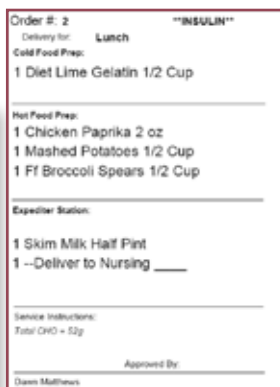 Order #: 2 **INSULIN**
Delivery for: Lunch
Cold Food Prep:
1 Diet Lime Gelatin 1/2 Cup
Hot Food Prep:
1 Chicken Paprika 2 oz
1 Mashed Potatoes 1/2 Cup
1 Ff Broccoli Spears 1/2 Cup
Expediter Station:
1 Skim Milk Half Pint
1 --Deliver to Nursing ____
Service Instructions:
Total CHO = 52g
Approved By:
Dawn Matthews